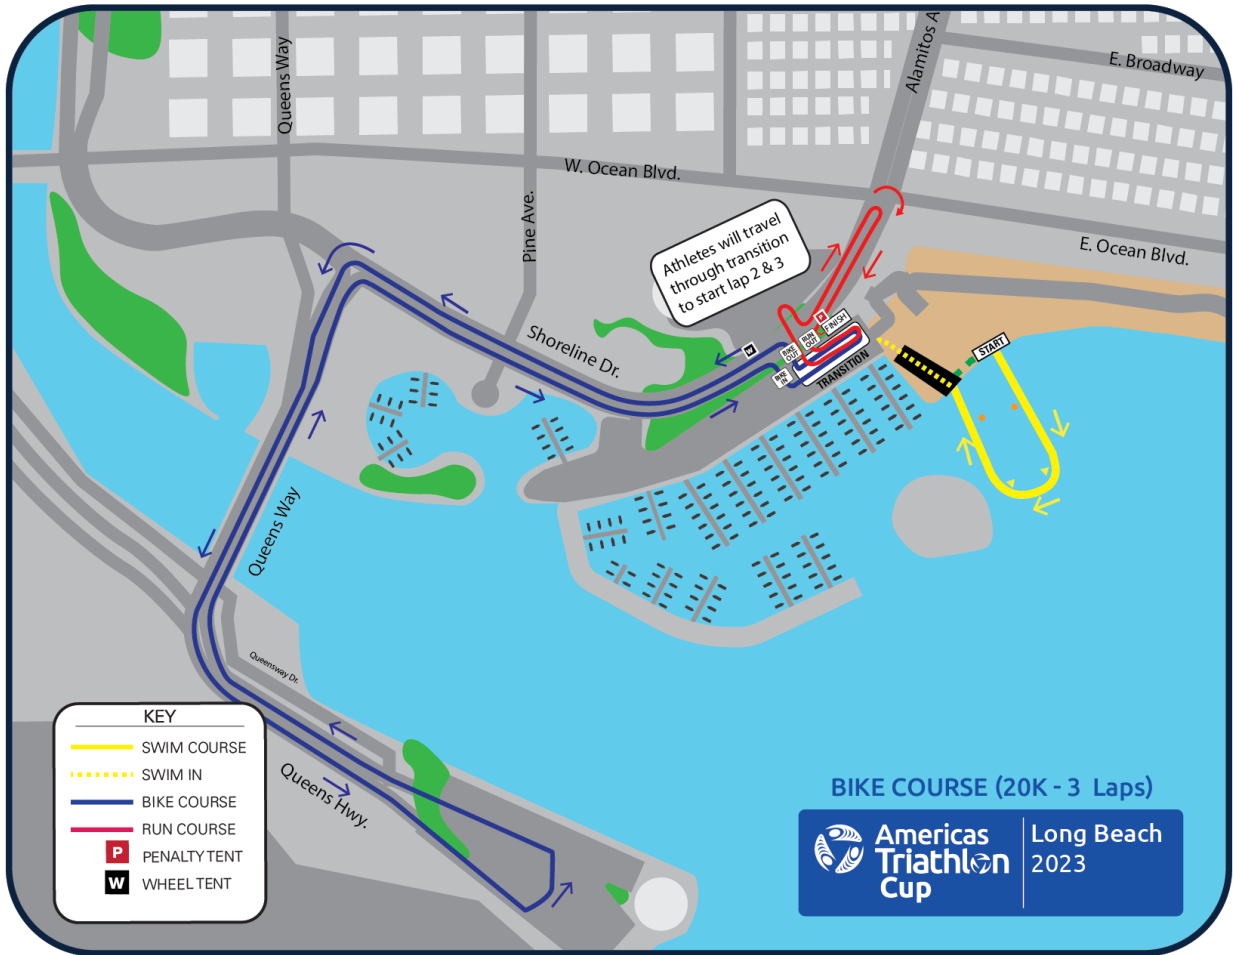 Queens Way
Alamitos A
E. Broadway
W. Ocean Blvd.
Pine Ave.
E. Ocean Blvd.
Athletes will travel
through transition
to start lap 2 & 3
Shoreline Dr.
W
P
FINISH
RUN
OUT
BIKE
OUT
BIKE
IN
TRANSITION
START
Queens Way
Queensway Dr.
Queens Hwy.
KEY
SWIM COURSE
SWIM IN
BIKE COURSE
RUN COURSE
P PENALTY TENT
W WHEEL TENT
BIKE COURSE (20K - 3 Laps)
Americas
Triathlon
Cup
Long Beach
2023